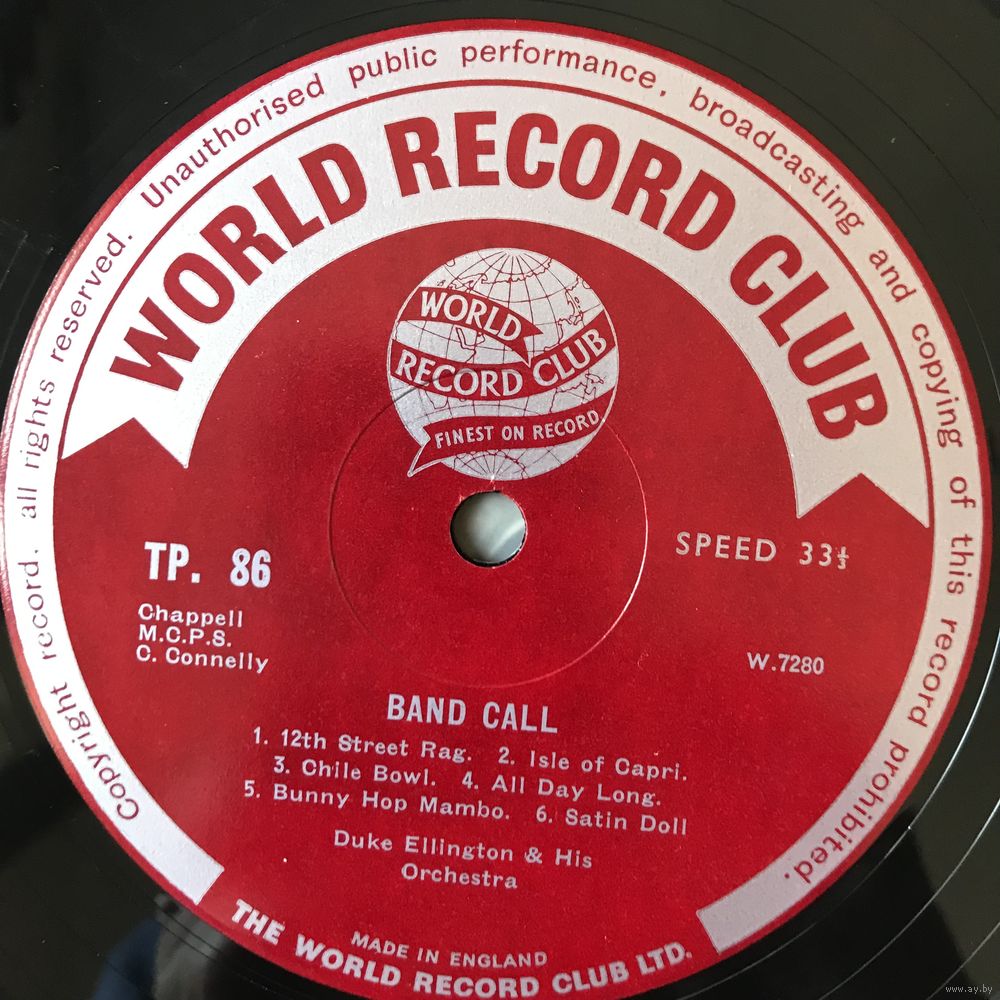 Copyright record. all rights reserved. Unauthorised public performance, broadcasting and copying of this record prohibited.
WORLD RECORD CLUB
WORLD
RECORD CLUB
FINEST ON RECORD
TP. 86
SPEED 33⅓
Chappell
M.C.P.S.
C. Connelly
W.7280
BAND CALL
1. 12th Street Rag. 2. Isle of Capri.
3. Chile Bowl. 4. All Day Long.
5. Bunny Hop Mambo. 6. Satin Doll
Duke Ellington & His
Orchestra
MADE IN ENGLAND
THE WORLD RECORD CLUB LTD.
www.ay.by